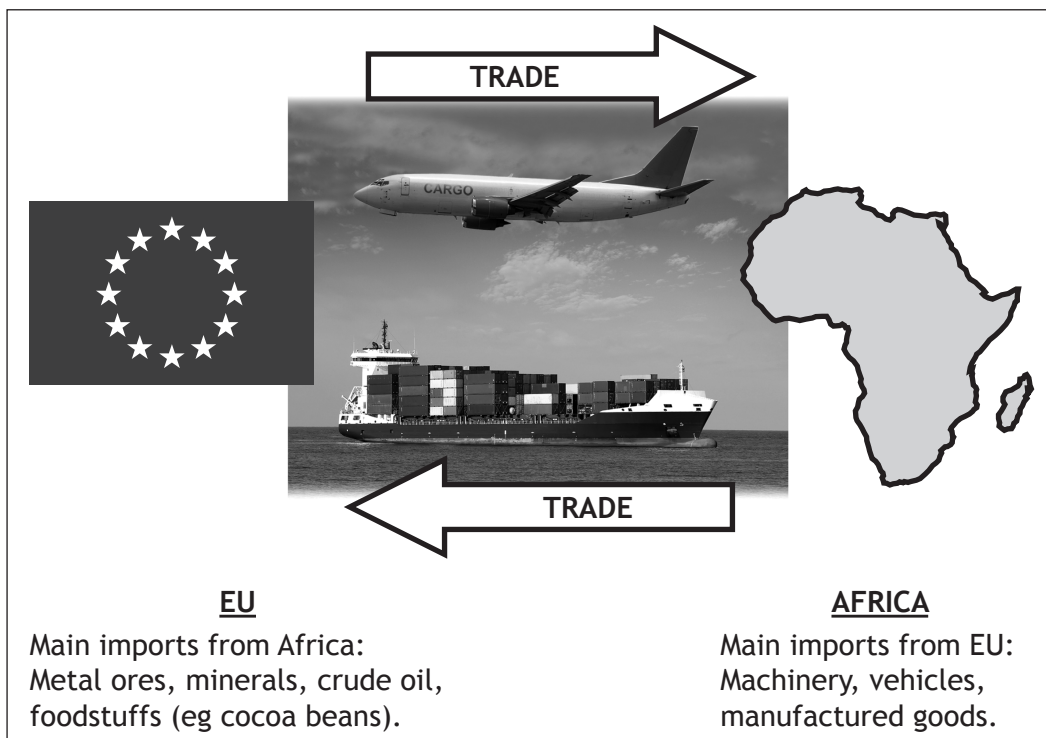 TRADE
CARGO
TRADE
EU
Main imports from Africa:
Metal ores, minerals, crude oil,
foodstuffs (eg cocoa beans).
AFRICA
Main imports from EU:
Machinery, vehicles,
manufactured goods.